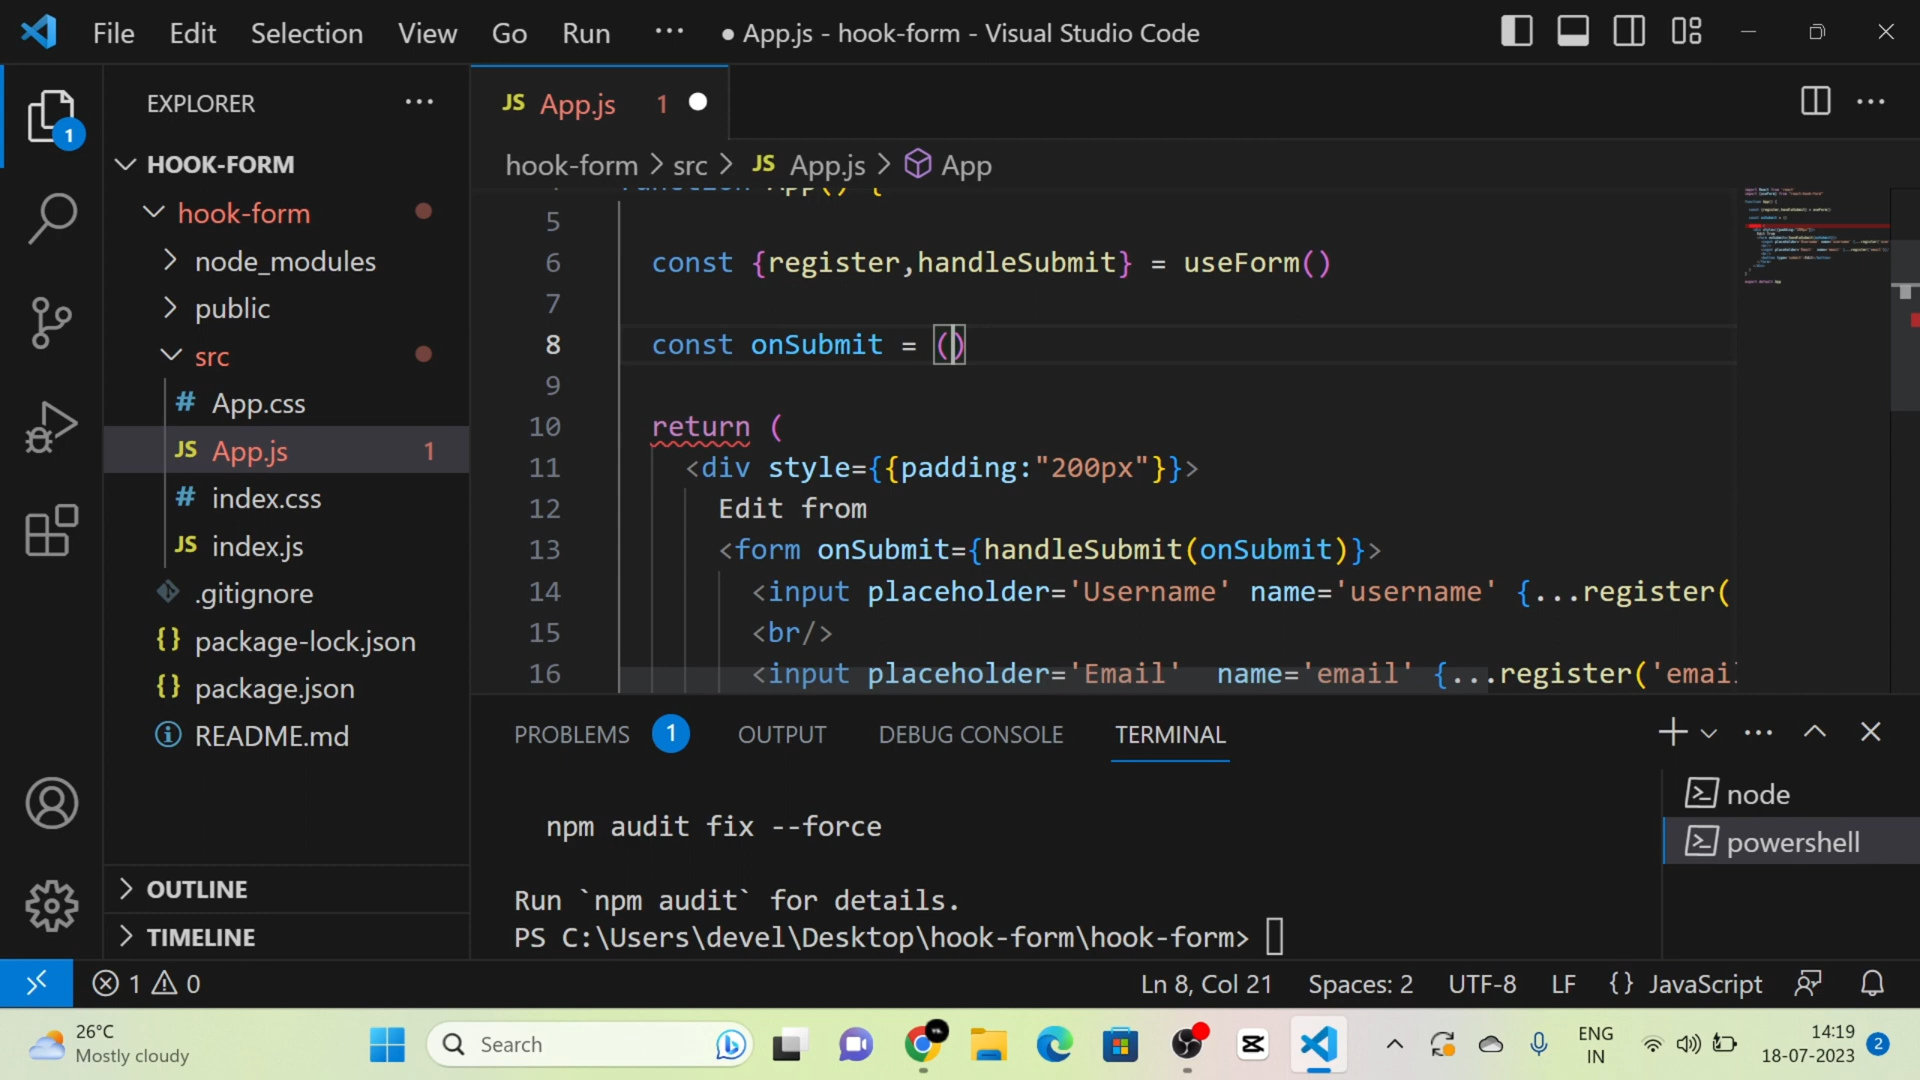 File Edit Selection View Go Run ··· ● App.js - hook-form - Visual Studio Code
EXPLORER ···
JS App.js 1 ●
hook-form > src > JS App.js > App
HOOK-FORM
hook-form
node_modules
public
src
# App.css
JS App.js 1
# index.css
JS index.js
.gitignore
{} package-lock.json
{} package.json
README.md
OUTLINE
TIMELINE
1
function App() {
5
6 const {register,handleSubmit} = useForm()
7
8 const onSubmit = ()
9
10 return (
11 <div style={{padding:"200px"}}>
12 Edit from
13 <form onSubmit={handleSubmit(onSubmit)}>
14 <input placeholder='Username' name='username' {...register(
15 <br/>
16 <input placeholder='Email' name='email' {...register('emai
PROBLEMS 1 OUTPUT DEBUG CONSOLE TERMINAL
npm audit fix --force
Run `npm audit` for details.
PS C:\Users\devel\Desktop\hook-form\hook-form>
node
powershell
1 0 Ln 8, Col 21 Spaces: 2 UTF-8 LF {} JavaScript
26°C
Mostly cloudy
Search
ENG
IN
14:19
18-07-2023
2